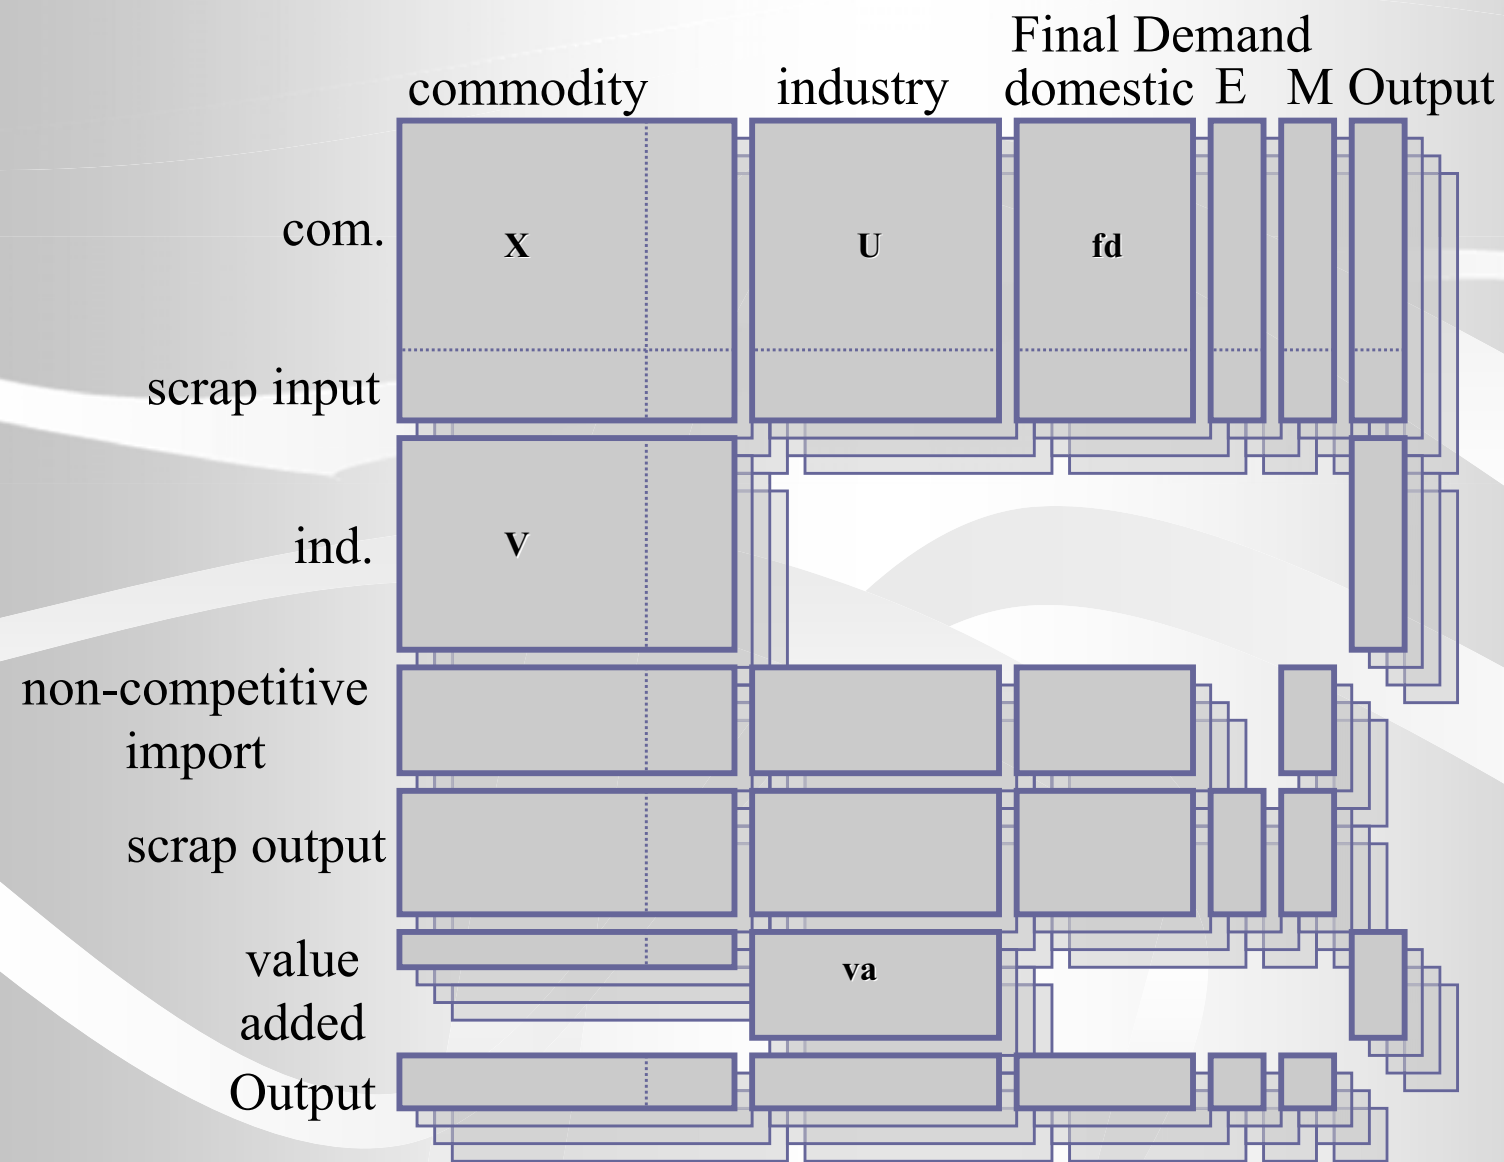 Final Demand
commodity industry domestic E M Output
com. X U fd
scrap input
ind. V
non-competitive
import
scrap output
value
va
added
Output